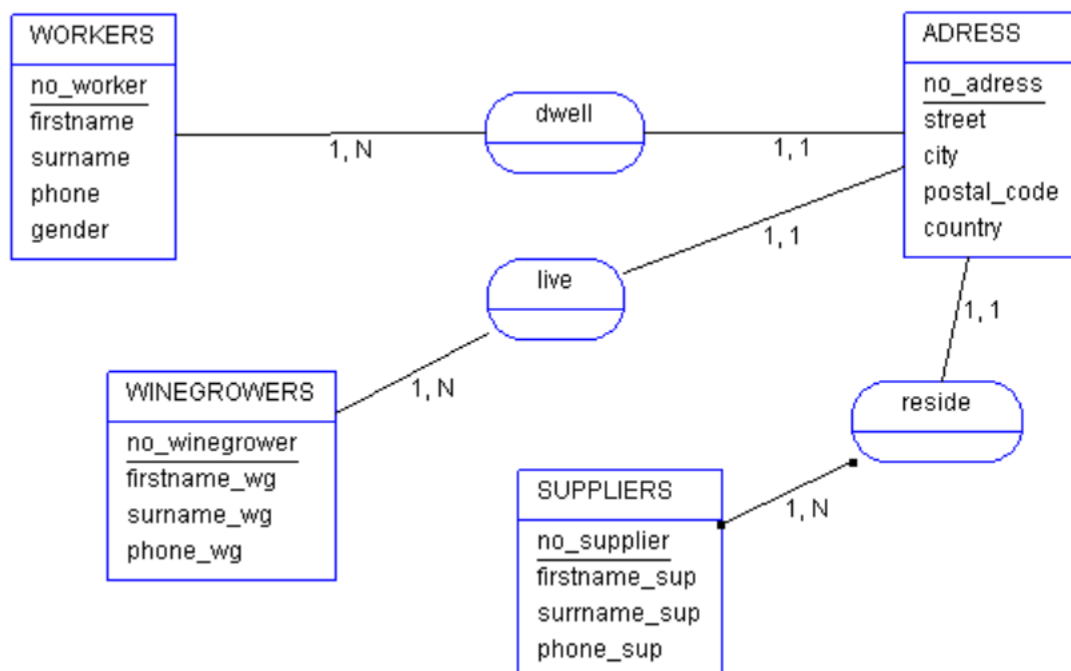 WORKERS
no_worker
firstname
surname
phone
gender
dwell
1, N
1, 1
ADRESS
no_adress
street
city
postal_code
country
live
1, 1
1, N
1, 1
reside
WINEGROWERS
no_winegrower
firstname_wg
surname_wg
phone_wg
SUPPLIERS
no_supplier
firstname_sup
surrname_sup
phone_sup
1, N